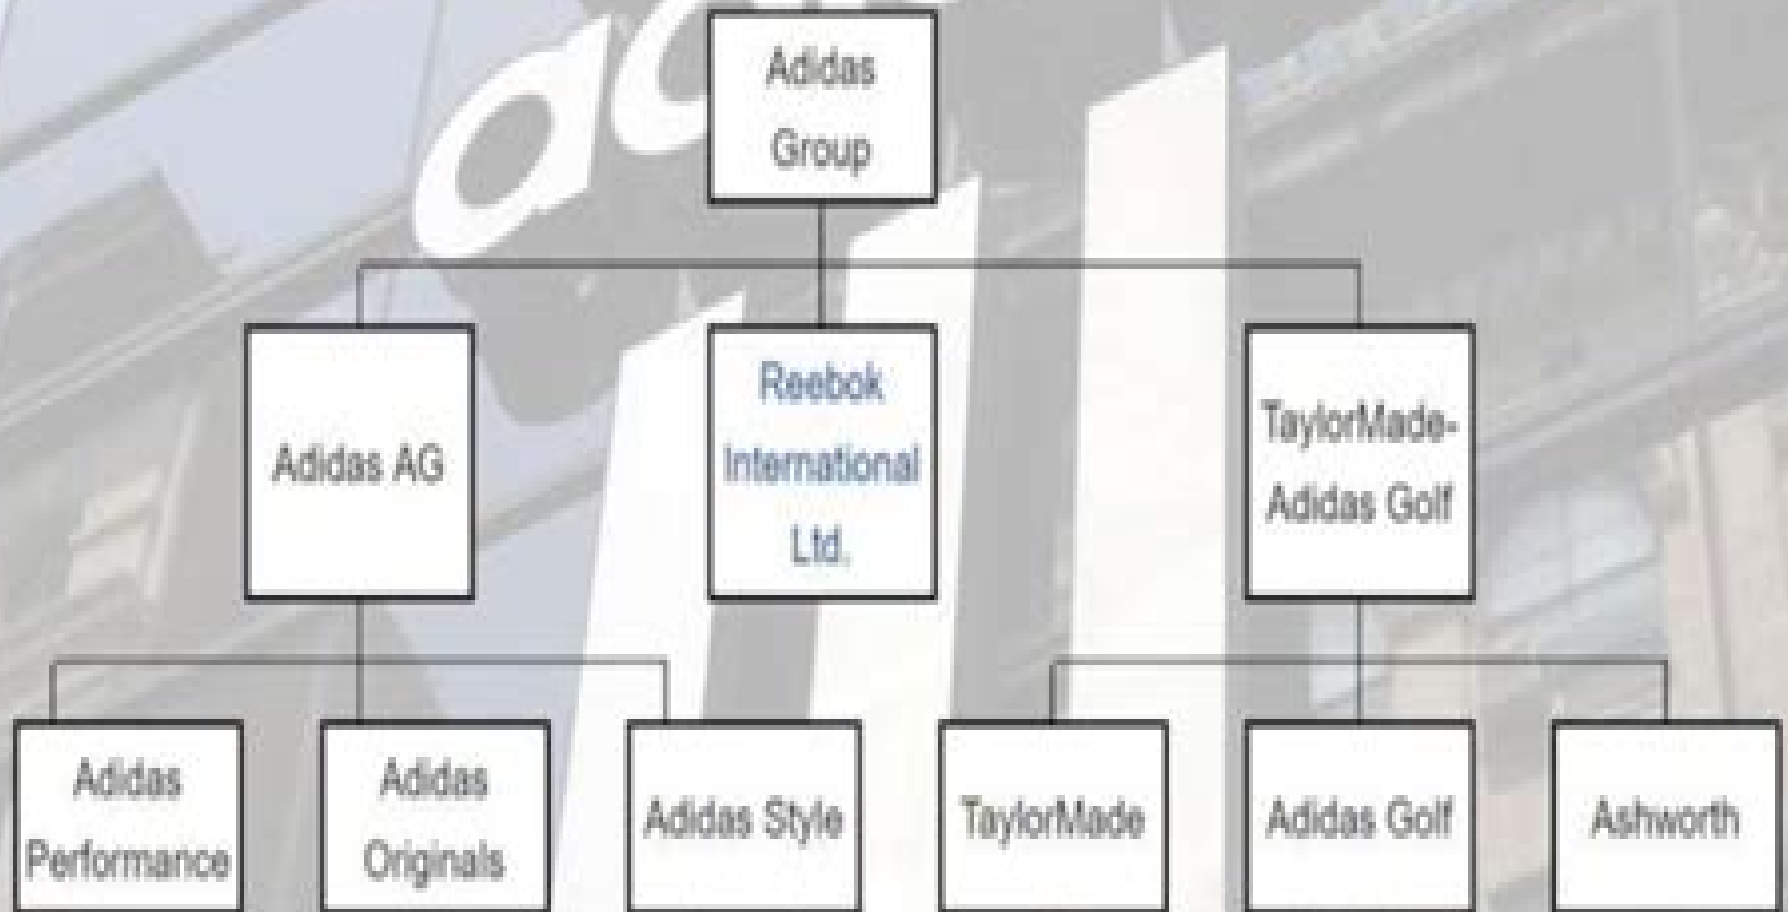 Adidas
Group
Adidas AG
Reebok
International
Ltd.
TaylorMade-
Adidas Golf
Adidas
Performance
Adidas
Originals
Adidas Style
TaylorMade
Adidas Golf
Ashworth